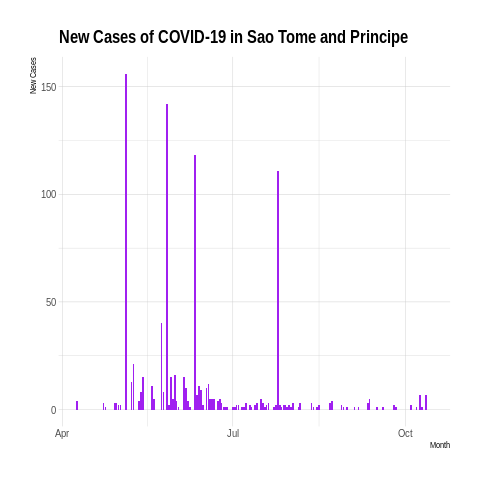 New Cases of COVID-19 in Sao Tome and Principe
New Cases
150
100
50
0
Apr
Jul
Oct
Month